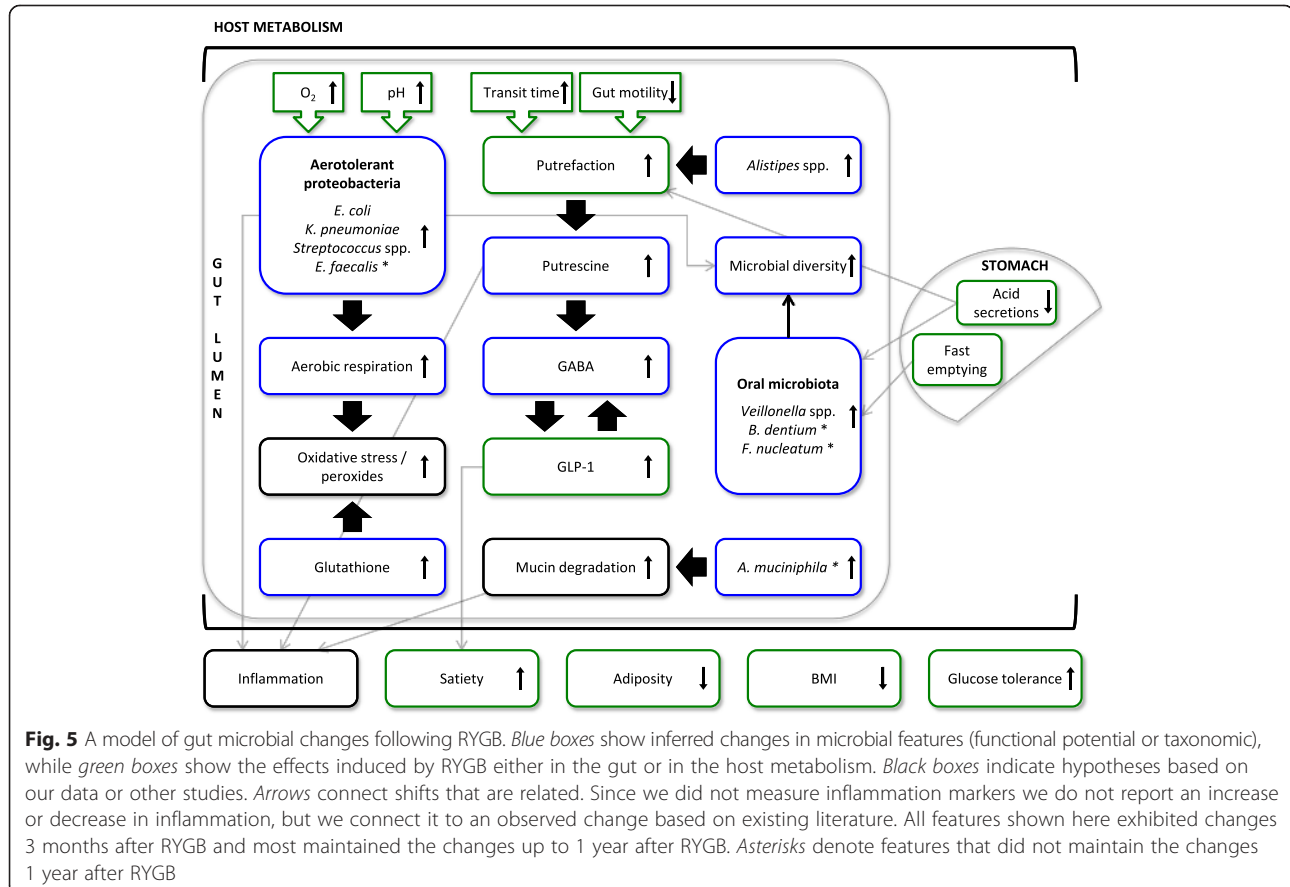 HOST METABOLISM
O2
pH
Transit time
Gut motility
Aerotolerant
proteobacteria
E. coli
K. pneumoniae
Streptococcus spp.
E. faecalis *
Putrefaction
Alistipes spp.
Putrescine
Microbial diversity
GUT LUMEN
STOMACH
Acid
secretions
Fast
emptying
Aerobic respiration
GABA
Oral microbiota
Veillonella spp.
B. dentium *
F. nucleatum *
Oxidative stress /
peroxides
GLP-1
Glutathione
Mucin degradation
A. muciniphila *
Inflammation
Satiety
Adiposity
BMI
Glucose tolerance
Fig. 5 A model of gut microbial changes following RYGB. Blue boxes show inferred changes in microbial features (functional potential or taxonomic),
while green boxes show the effects induced by RYGB either in the gut or in the host metabolism. Black boxes indicate hypotheses based on
our data or other studies. Arrows connect shifts that are related. Since we did not measure inflammation markers we do not report an increase
or decrease in inflammation, but we connect it to an observed change based on existing literature. All features shown here exhibited changes
3 months after RYGB and most maintained the changes up to 1 year after RYGB. Asterisks denote features that did not maintain the changes
1 year after RYGB